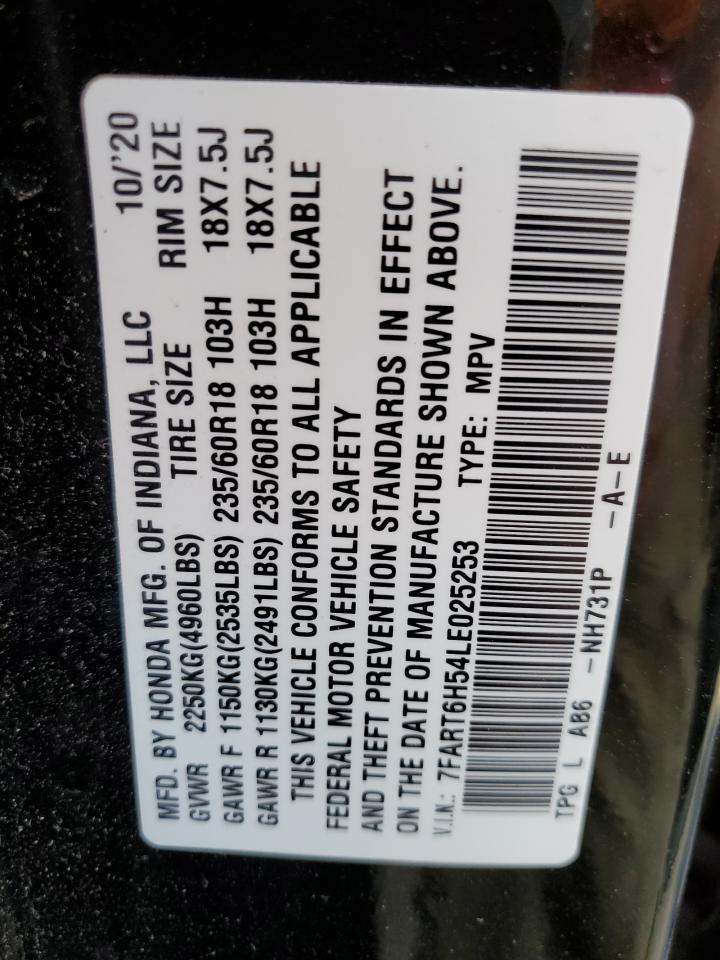 MFD. BY HONDA MFG. OF INDIANA, LLC 10/'20
GVWR 2250KG(4960LBS) TIRE SIZE RIM SIZE
GAWR F 1150KG(2535LBS) 235/60R18 103H 18X7.5J
GAWR R 1130KG(2491LBS) 235/60R18 103H 18X7.5J
THIS VEHICLE CONFORMS TO ALL APPLICABLE
FEDERAL MOTOR VEHICLE SAFETY
AND THEFT PREVENTION STANDARDS IN EFFECT
ON THE DATE OF MANUFACTURE SHOWN ABOVE.
V.I.N.: 7FART6H54LE025253 TYPE: MPV
TPG L AB6 -NH731P -A-E